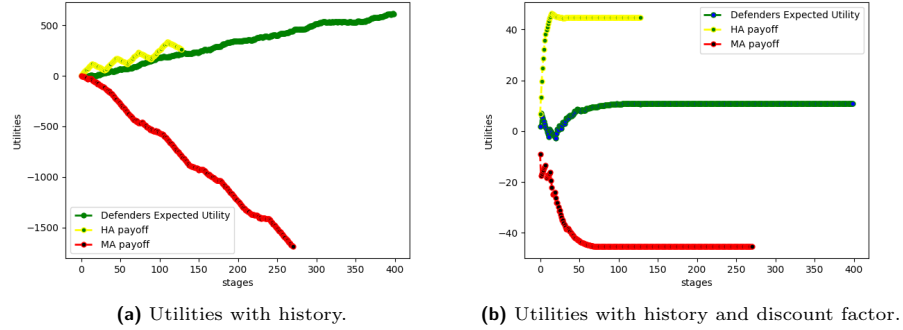 500
0
−500
−1000
−1500
Utilities
0
50
100
150
200
250
300
350
400
stages
Defenders Expected Utility
HA payoff
MA payoff
(a) Utilities with history.
40
20
0
−20
−40
Utilities
0
50
100
150
200
250
300
350
400
stages
Defenders Expected Utility
HA payoff
MA payoff
(b) Utilities with history and discount factor.